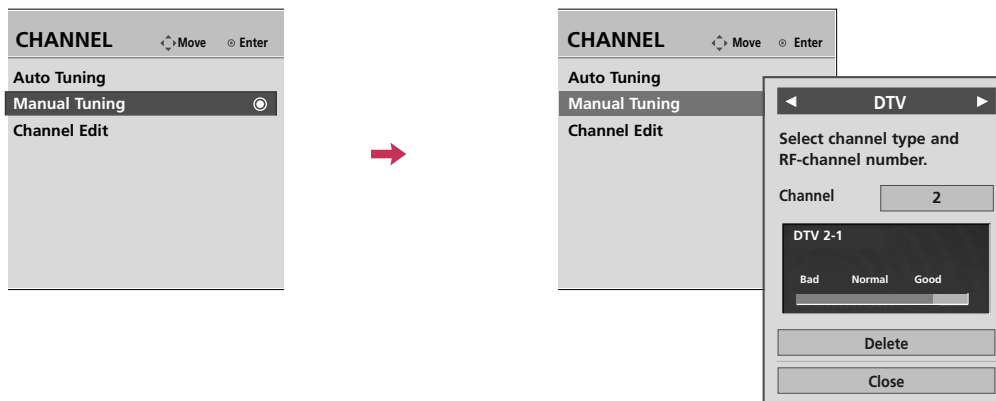 CHANNEL Move Enter
Auto Tuning
Manual Tuning
Channel Edit
CHANNEL Move Enter
Auto Tuning
Manual Tuning
Channel Edit
DTV
Select channel type and
RF-channel number.
Channel 2
DTV 2-1
Bad Normal Good
Delete
Close